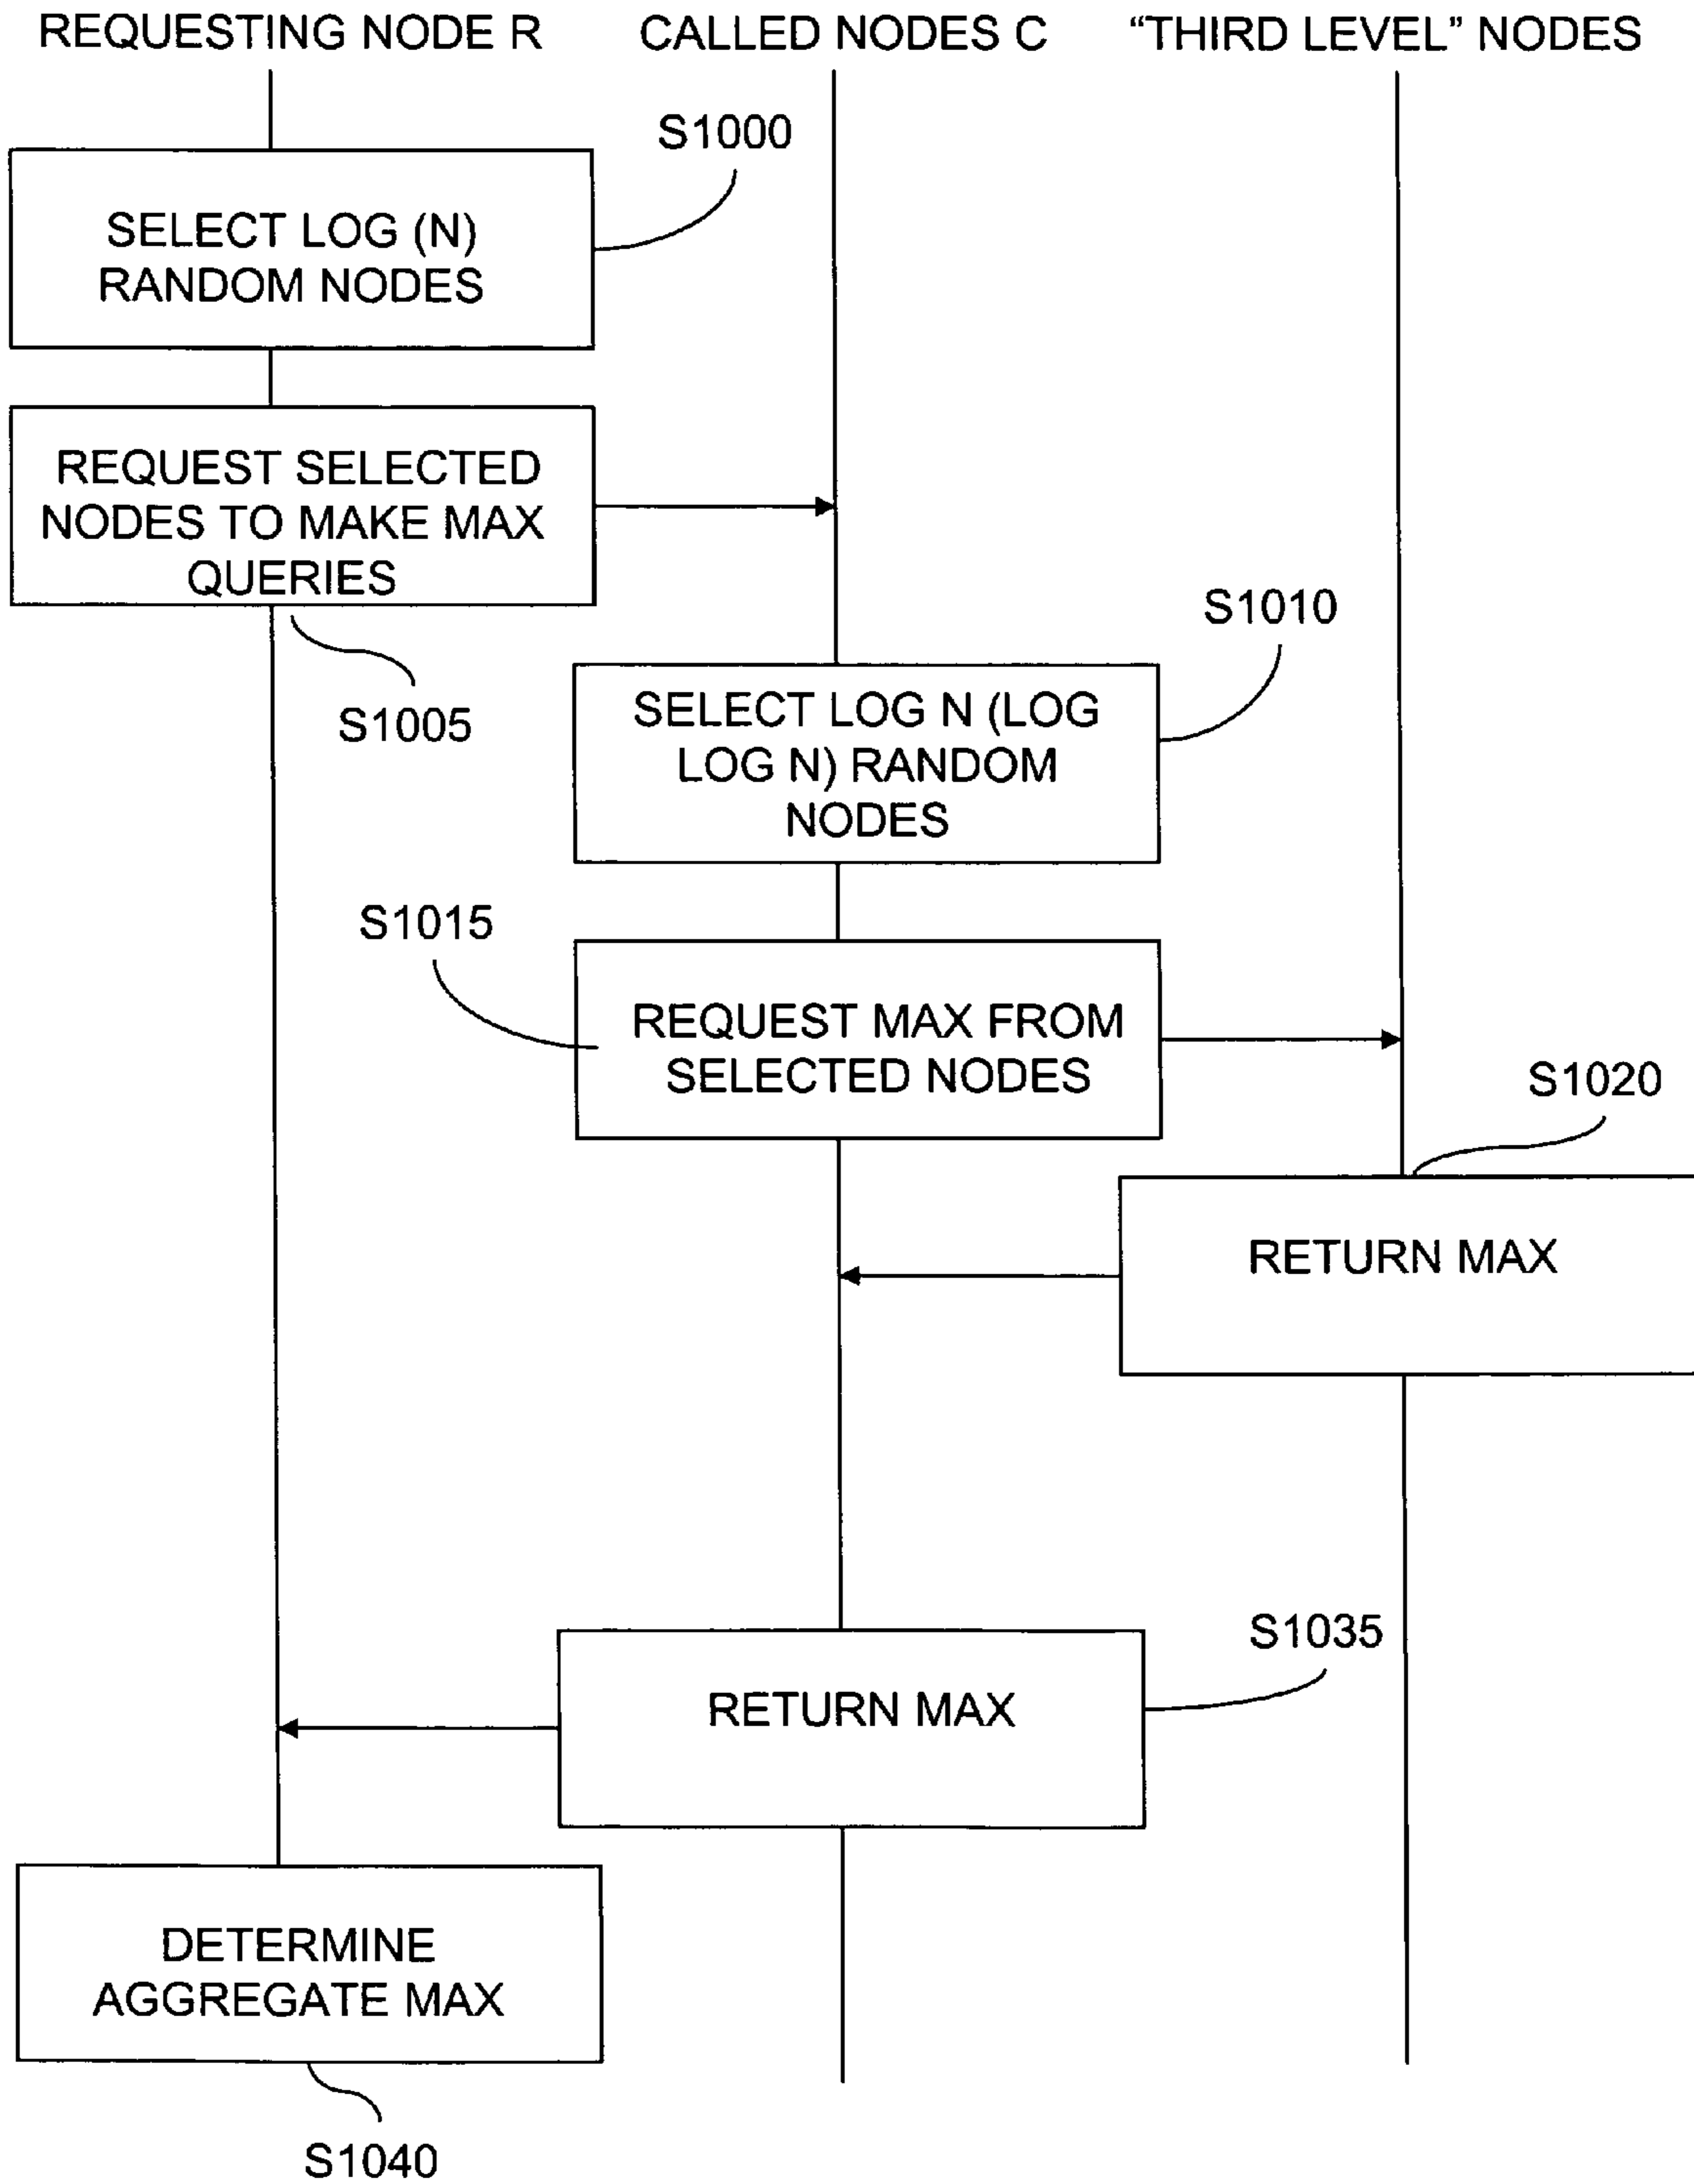 REQUESTING NODE R
CALLED NODES C
"THIRD LEVEL" NODES
S1000
SELECT LOG (N)
RANDOM NODES
REQUEST SELECTED
NODES TO MAKE MAX
QUERIES
S1005
S1010
SELECT LOG N (LOG
LOG N) RANDOM
NODES
S1015
REQUEST MAX FROM
SELECTED NODES
S1020
RETURN MAX
S1035
RETURN MAX
DETERMINE
AGGREGATE MAX
S1040